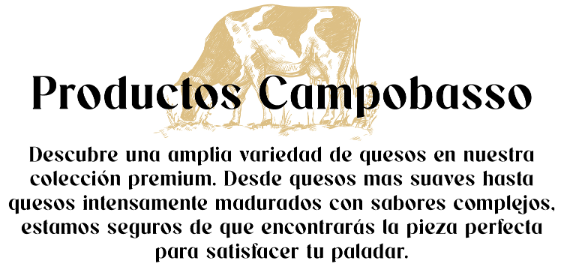 Productos Campobasso
Descubre una amplia variedad de quesos en nuestra
colección premium. Desde quesos mas suaves hasta
quesos intensamente madurados con sabores complejos,
estamos seguros de que encontrarás la pieza perfecta
para satisfacer tu paladar.